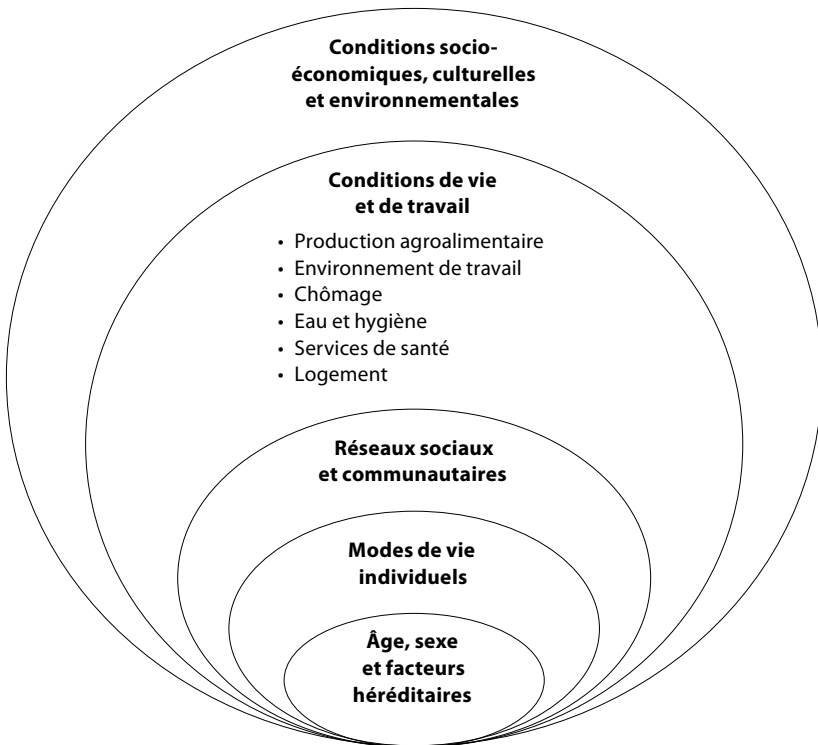 Conditions socio-
économiques, culturelles
et environnementales
Conditions de vie
et de travail
• Production agroalimentaire
• Environnement de travail
• Chômage
• Eau et hygiène
• Services de santé
• Logement
Réseaux sociaux
et communautaires
Modes de vie
individuels
Âge, sexe
et facteurs
héréditaires